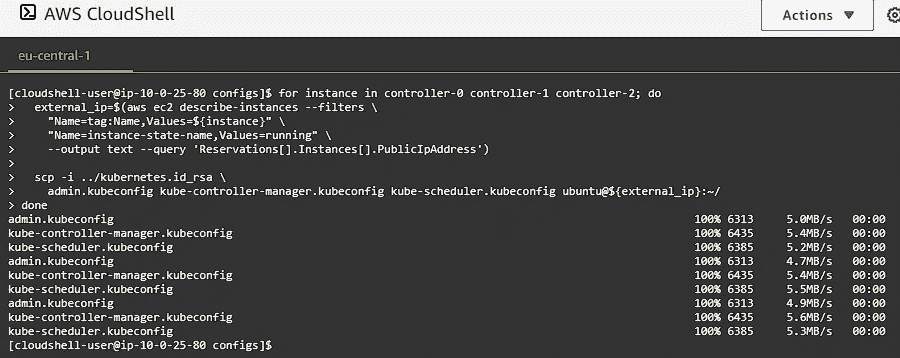 AWS CloudShell
Actions ▼
eu-central-1
[cloudshell-user@ip-10-0-25-80 configs]$ for instance in controller-0 controller-1 controller-2; do
>   external_ip=$(aws ec2 describe-instances --filters \
>     "Name=tag:Name,Values=${instance}" \
>     "Name=instance-state-name,Values=running" \
>     --output text --query 'Reservations[].Instances[].PublicIpAddress')
>
>   scp -i ../kubernetes.id_rsa \
>     admin.kubeconfig kube-controller-manager.kubeconfig kube-scheduler.kubeconfig ubuntu@${external_ip}:~/
> done
admin.kubeconfig 100% 6313 5.0MB/s 00:00
kube-controller-manager.kubeconfig 100% 6435 5.4MB/s 00:00
kube-scheduler.kubeconfig 100% 6385 5.2MB/s 00:00
admin.kubeconfig 100% 6313 4.7MB/s 00:00
kube-controller-manager.kubeconfig 100% 6435 5.4MB/s 00:00
kube-scheduler.kubeconfig 100% 6385 5.5MB/s 00:00
admin.kubeconfig 100% 6313 4.9MB/s 00:00
kube-controller-manager.kubeconfig 100% 6435 5.6MB/s 00:00
kube-scheduler.kubeconfig 100% 6385 5.3MB/s 00:00
[cloudshell-user@ip-10-0-25-80 configs]$